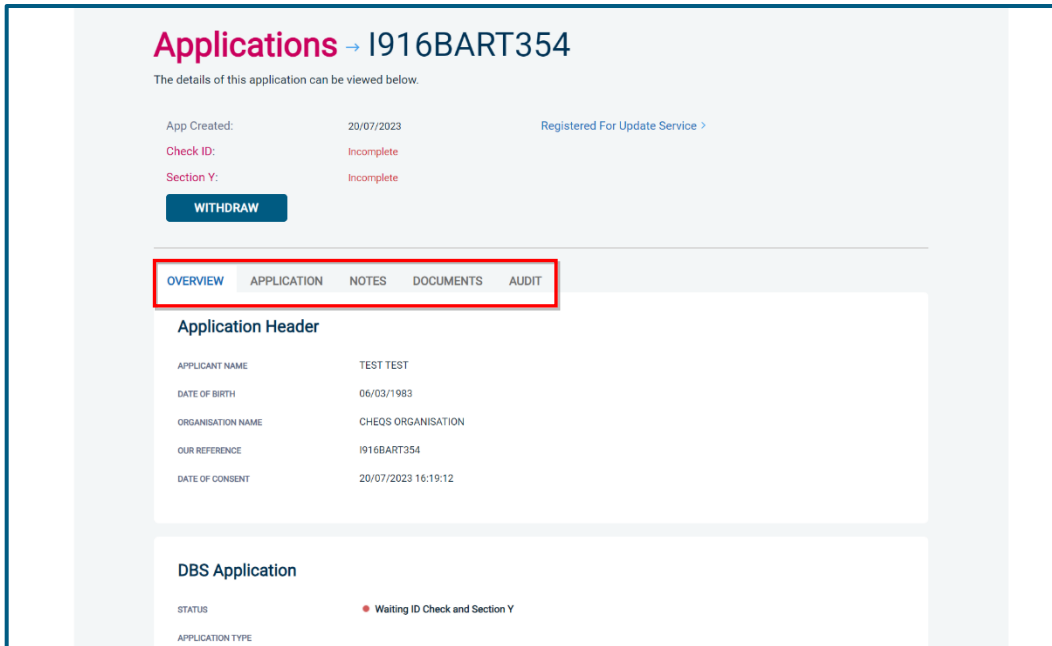 Applications → I916BART354
The details of this application can be viewed below.
App Created: 20/07/2023 Registered For Update Service >
Check ID: Incomplete
Section Y: Incomplete
WITHDRAW
OVERVIEW APPLICATION NOTES DOCUMENTS AUDIT
Application Header
APPLICANT NAME TEST TEST
DATE OF BIRTH 06/03/1983
ORGANISATION NAME CHEQS ORGANISATION
OUR REFERENCE I916BART354
DATE OF CONSENT 20/07/2023 16:19:12
DBS Application
STATUS Waiting ID Check and Section Y
APPLICATION TYPE